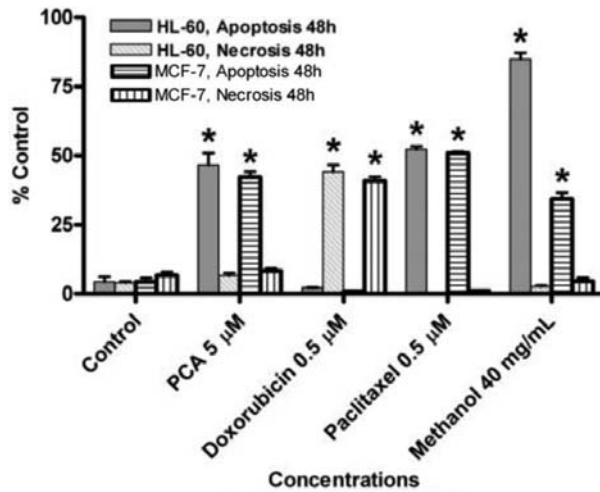 100
75
50
25
0
% Control
HL-60, Apoptosis 48h
HL-60, Necrosis 48h
MCF-7, Apoptosis 48h
MCF-7, Necrosis 48h
* * * * * * * *
Control
PCA 5 µM
Doxorubicin 0.5 µM
Paclitaxel 0.5 µM
Methanol 40 mg/mL
Concentrations